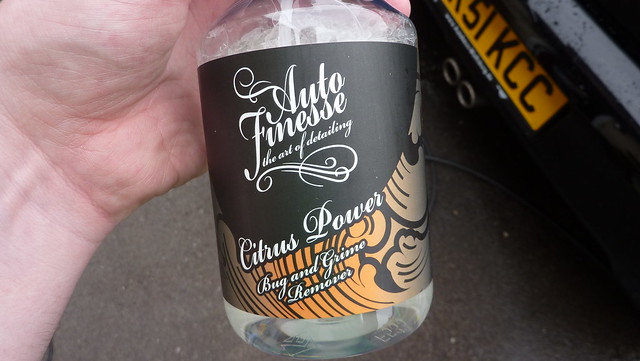 Auto
Finesse
the art of detailing
Citrus Power
Bug and Grime
Remover